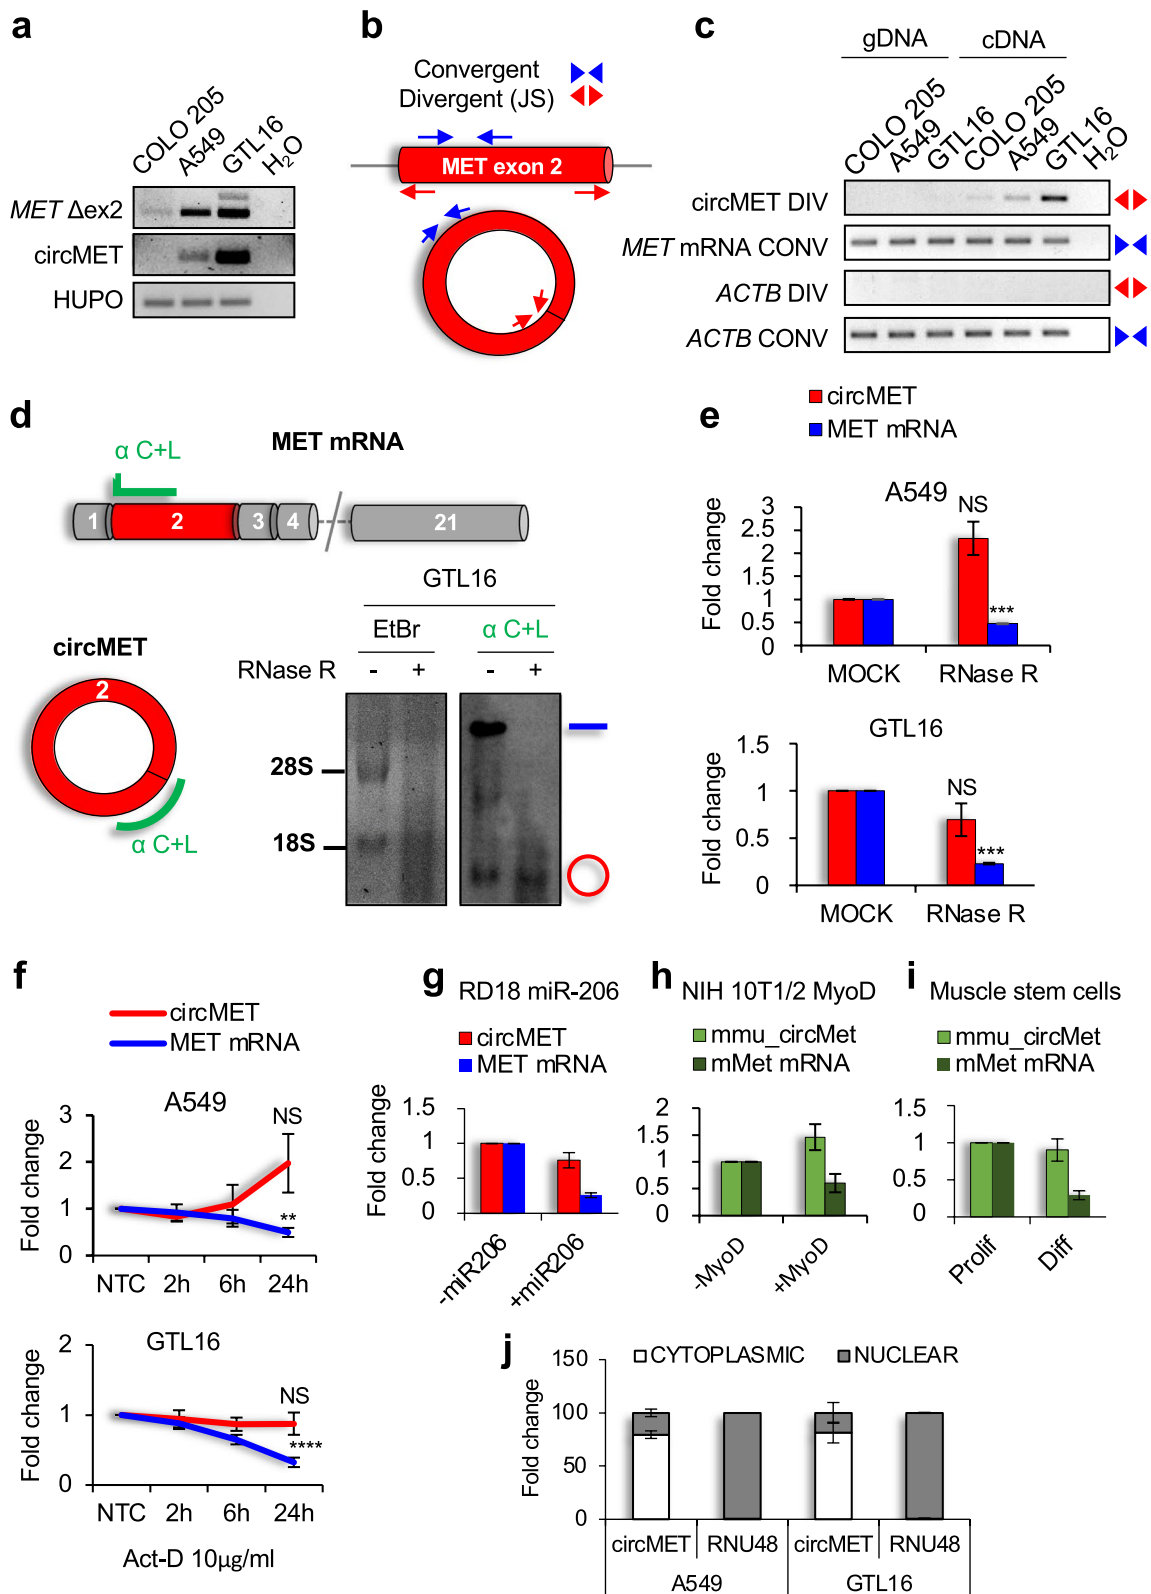 a
COLO 205
A549
GTL16
H2O
MET Δex2
circMET
HUPO
b
Convergent
Divergent (JS)
MET exon 2
c
gDNA cDNA
COLO 205
A549
GTL16
COLO 205
A549
GTL16
H2O
circMET DIV
MET mRNA CONV
ACTB DIV
ACTB CONV
d
α C+L
MET mRNA
1 2 3 4 21
circMET
2
α C+L
GTL16
EtBr α C+L
RNase R - + - +
28S
18S
e
circMET
MET mRNA
A549
Fold change
3
2.5
2
1.5
1
0.5
0
NS
***
MOCK RNase R
GTL16
Fold change
1.5
1
0.5
0
NS
***
MOCK RNase R
f
circMET
MET mRNA
A549
Fold change
3
2
1
0
NS
**
NTC 2h 6h 24h
GTL16
Fold change
2
1
0
NS
****
NTC 2h 6h 24h
Act-D 10µg/ml
g
RD18 miR-206
circMET
MET mRNA
Fold change
1.5
1
0.5
0
-miR206
+miR206
h
NIH 10T1/2 MyoD
mmu_circMet
mMet mRNA
Fold change
2
1.5
1
0.5
0
-MyoD
+MyoD
i
Muscle stem cells
mmu_circMet
mMet mRNA
Fold change
1.5
1
0.5
0
Prolif
Diff
j
CYTOPLASMIC NUCLEAR
Fold change
150
100
50
0
circMET RNU48 circMET RNU48
A549 GTL16